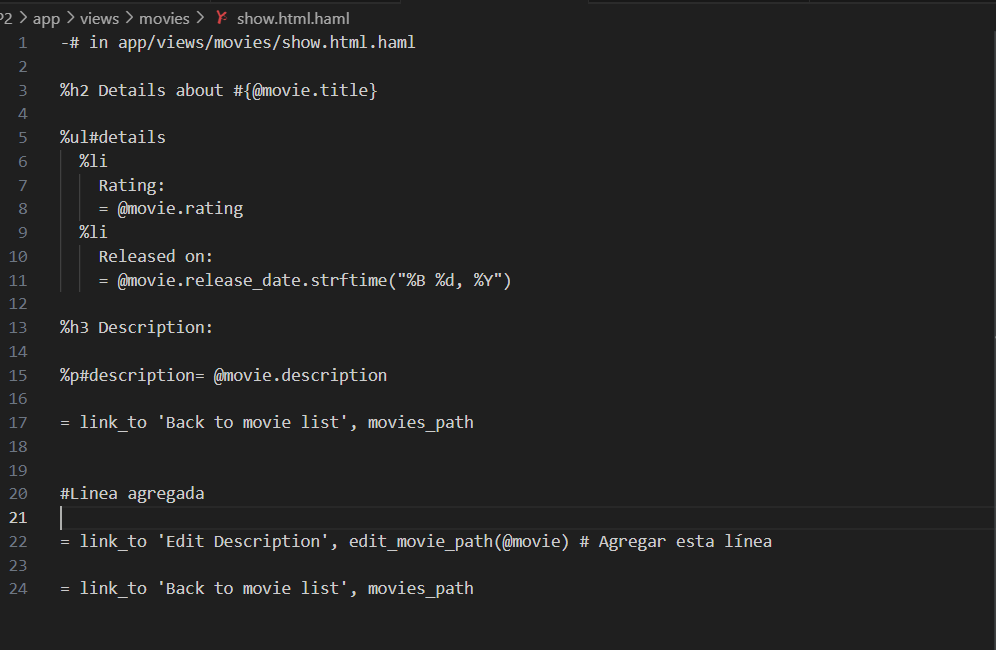 P2 > app > views > movies > show.html.haml
1 -# in app/views/movies/show.html.haml
2
3 %h2 Details about #{@movie.title}
4
5 %ul#details
6 %li
7 Rating:
8 = @movie.rating
9 %li
10 Released on:
11 = @movie.release_date.strftime("%B %d, %Y")
12
13 %h3 Description:
14
15 %p#description= @movie.description
16
17 = link_to 'Back to movie list', movies_path
18
19
20 #Linea agregada
21
22 = link_to 'Edit Description', edit_movie_path(@movie) # Agregar esta línea
23
24 = link_to 'Back to movie list', movies_path